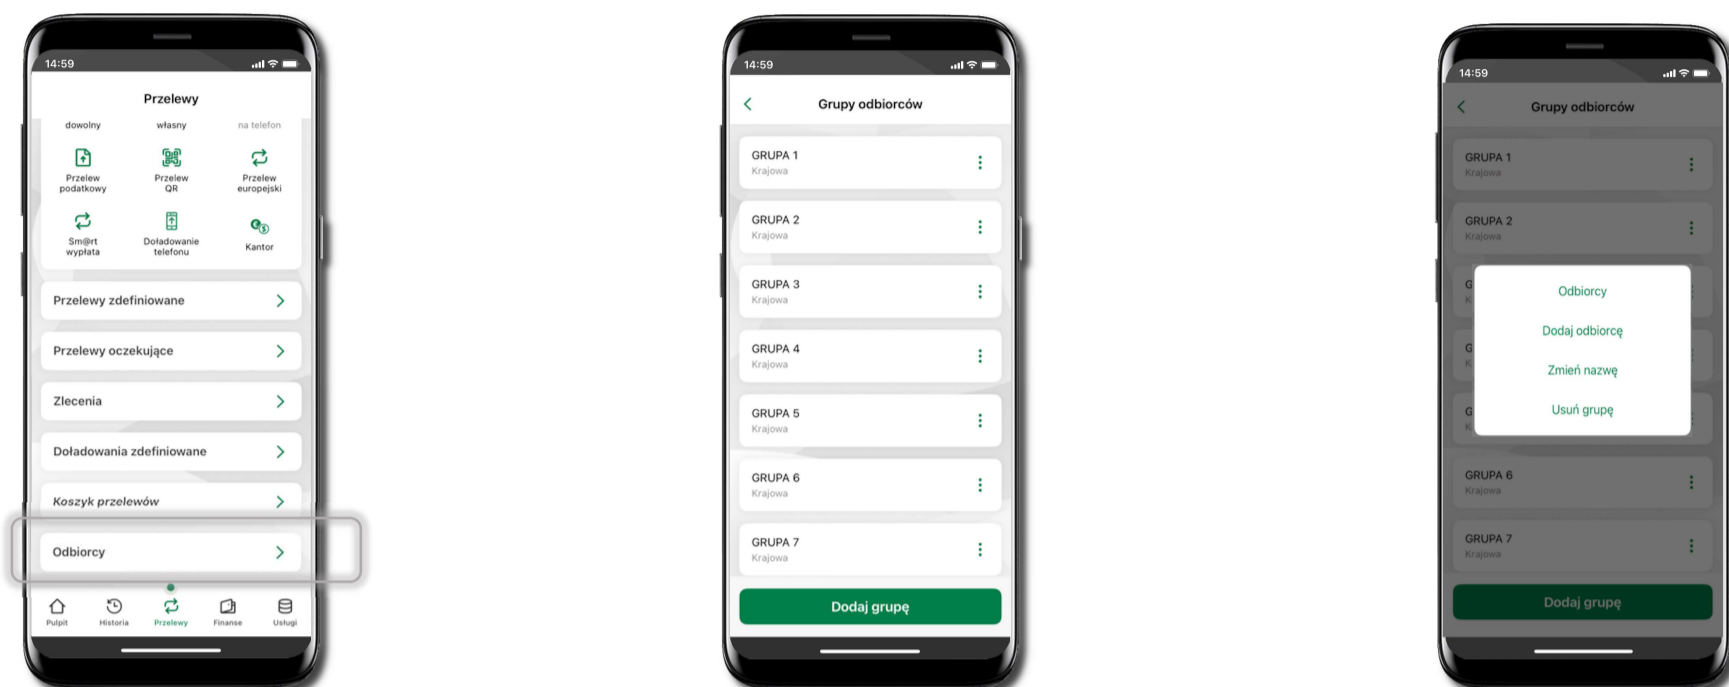 14:59
Przelewy
dowolny
własny
na telefon
Przelew
podatkowy
Przelew
QR
Przelew
europejski
Sm@rt
wypłata
Doładowanie
telefonu
Kantor
Przelewy zdefiniowane
Przelewy oczekujące
Zlecenia
Doładowania zdefiniowane
Koszyk przelewów
Odbiorcy
Pulpit
Historia
Przelewy
Finanse
Usługi
14:59
Grupy odbiorców
GRUPA 1
Krajowa
GRUPA 2
Krajowa
GRUPA 3
Krajowa
GRUPA 4
Krajowa
GRUPA 5
Krajowa
GRUPA 6
Krajowa
GRUPA 7
Krajowa
Dodaj grupę
14:59
Grupy odbiorców
GRUPA 1
Krajowa
GRUPA 2
Krajowa
G
K
G
K
G
K
Odbiorcy
Dodaj odbiorcę
Zmień nazwę
Usuń grupę
GRUPA 6
Krajowa
GRUPA 7
Krajowa
Dodaj grupę